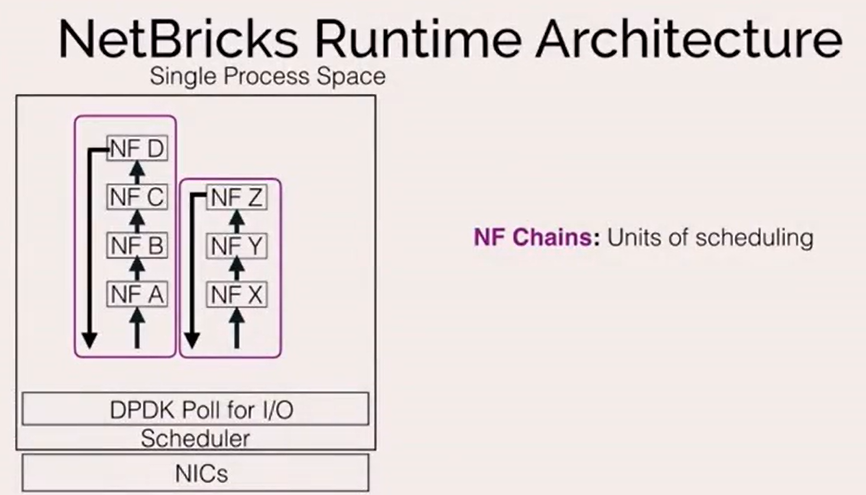 NetBricks Runtime Architecture
Single Process Space
NF D
NF C
NF B
NF A
NF Z
NF Y
NF X
NF Chains: Units of scheduling
DPDK Poll for I/O
Scheduler
NICs